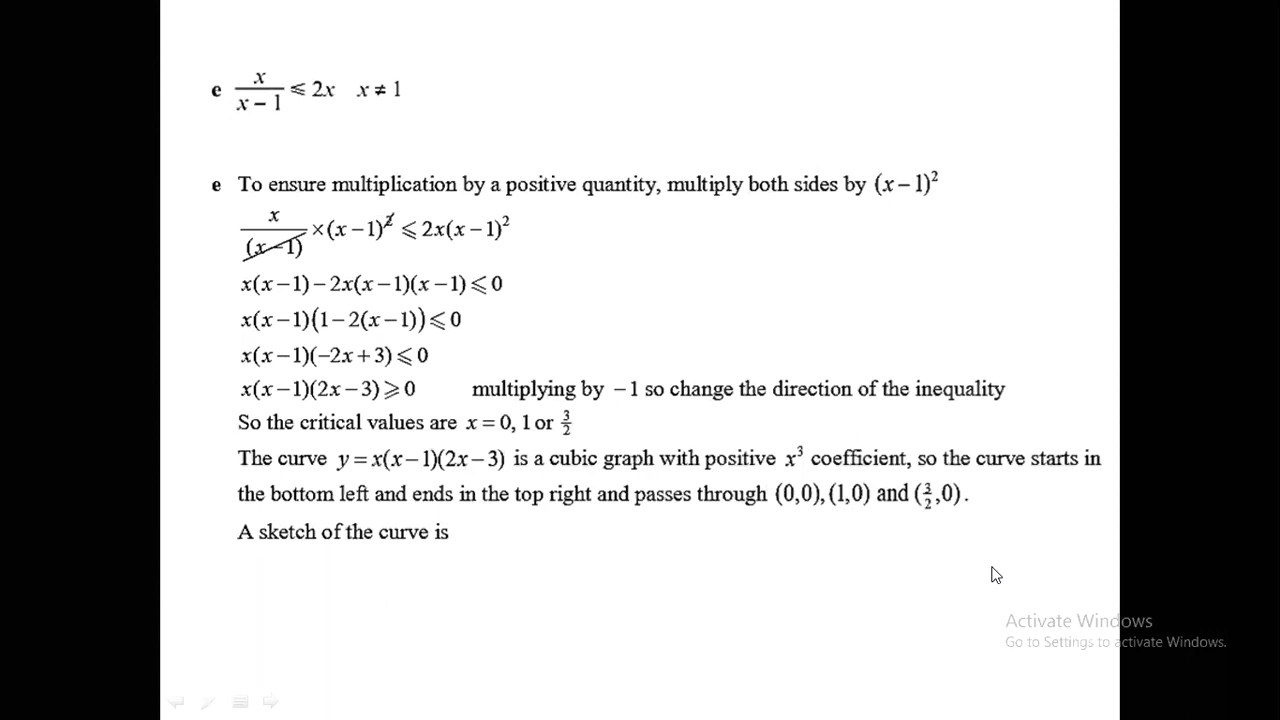 e x/(x − 1) ⩽ 2x x ≠ 1
e To ensure multiplication by a positive quantity, multiply both sides by (x − 1)²
x/(x − 1) × (x − 1)² ⩽ 2x(x − 1)²
x(x − 1) − 2x(x − 1)(x − 1) ⩽ 0
x(x − 1)(1 − 2(x − 1)) ⩽ 0
x(x − 1)(−2x + 3) ⩽ 0
x(x − 1)(2x − 3) ⩾ 0 multiplying by −1 so change the direction of the inequality
So the critical values are x = 0, 1 or 3/2
The curve y = x(x − 1)(2x − 3) is a cubic graph with positive x³ coefficient, so the curve starts in
the bottom left and ends in the top right and passes through (0,0), (1,0) and (3/2,0).
A sketch of the curve is
Activate Windows
Go to Settings to activate Windows.